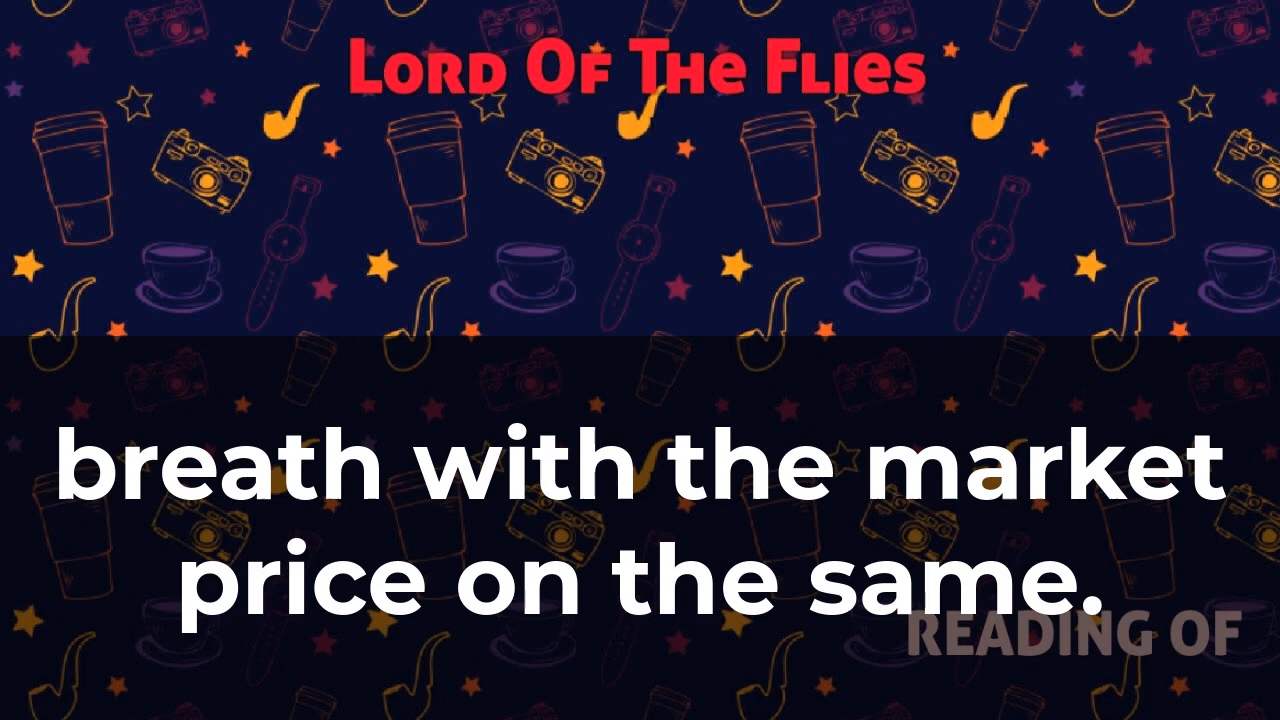 Lord Of The Flies
breath with the market
price on the same.
READING OF